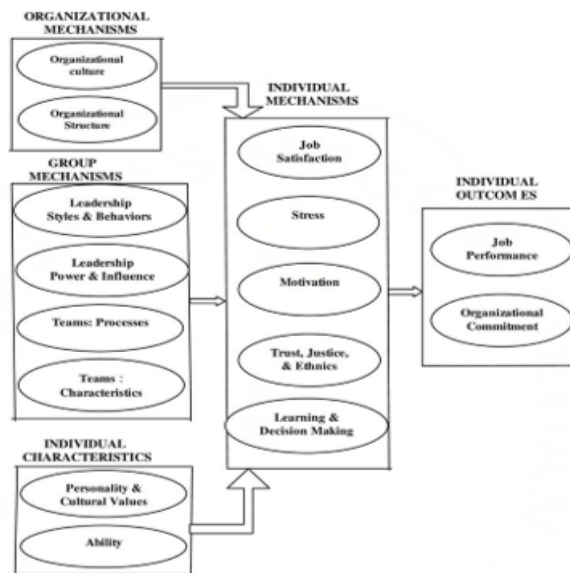 ORGANIZATIONAL
MECHANISMS
Organizational
culture
Organizational
Structure
GROUP
MECHANISMS
Leadership
Styles & Behaviors
Leadership
Power & Influence
Teams: Processes
Teams :
Characteristics
INDIVIDUAL
CHARACTERISTICS
Personality &
Cultural Values
Ability
INDIVIDUAL
MECHANISMS
Job
Satisfaction
Stress
Motivation
Trust, Justice,
& Ethnics
Learning &
Decision Making
INDIVIDUAL
OUTCOM ES
Job
Performance
Organizational
Commitment